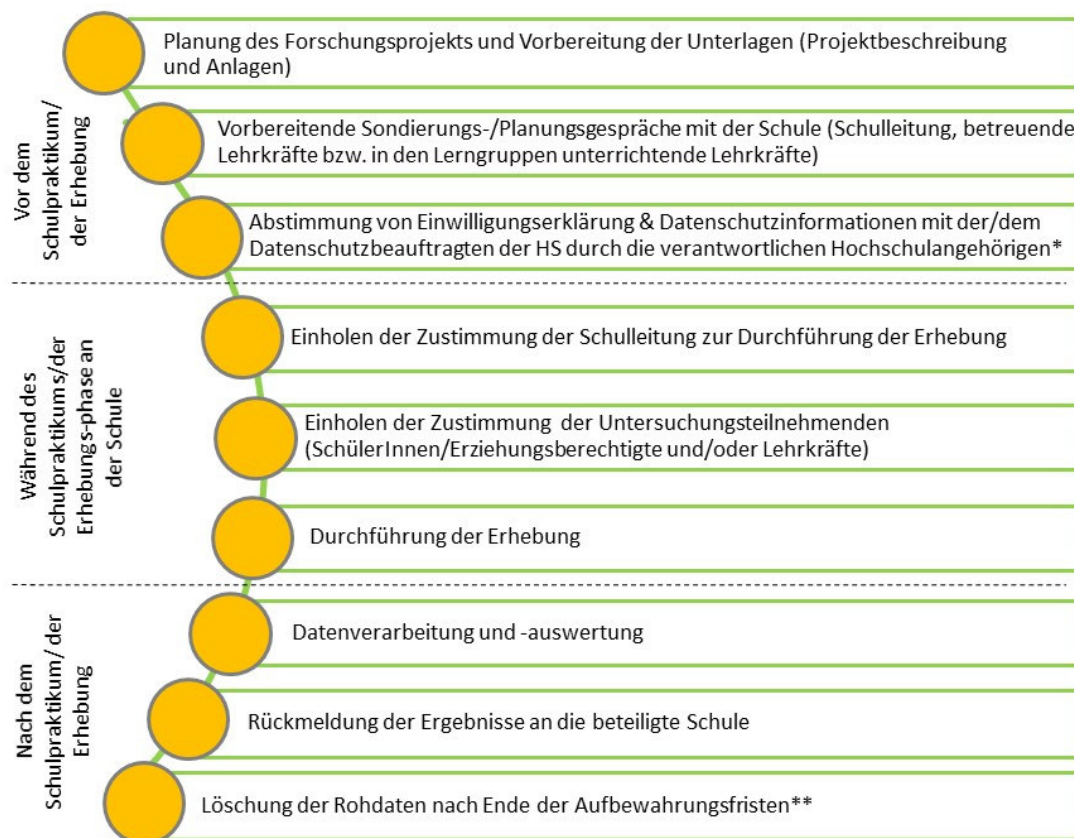 Planung des Forschungsprojekts und Vorbereitung der Unterlagen (Projektbeschreibung
und Anlagen)
Vor dem
Schulpraktikum/
der Erhebung
Vorbereitende Sondierungs-/Planungsgespräche mit der Schule (Schulleitung, betreuende
Lehrkräfte bzw. in den Lerngruppen unterrichtende Lehrkräfte)
Abstimmung von Einwilligungserklärung & Datenschutzinformationen mit der/dem
Datenschutzbeauftragten der HS durch die verantwortlichen Hochschulangehörigen*
Während des
Schulpraktikums/der
Erhebungs-phase an
der Schule
Einholen der Zustimmung der Schulleitung zur Durchführung der Erhebung
Einholen der Zustimmung der Untersuchungsteilnehmenden
(SchülerInnen/Erziehungsberechtigte und/oder Lehrkräfte)
Durchführung der Erhebung
Nach dem
Schulpraktikum/ der
Erhebung
Datenverarbeitung und -auswertung
Rückmeldung der Ergebnisse an die beteiligte Schule
Löschung der Rohdaten nach Ende der Aufbewahrungsfristen**